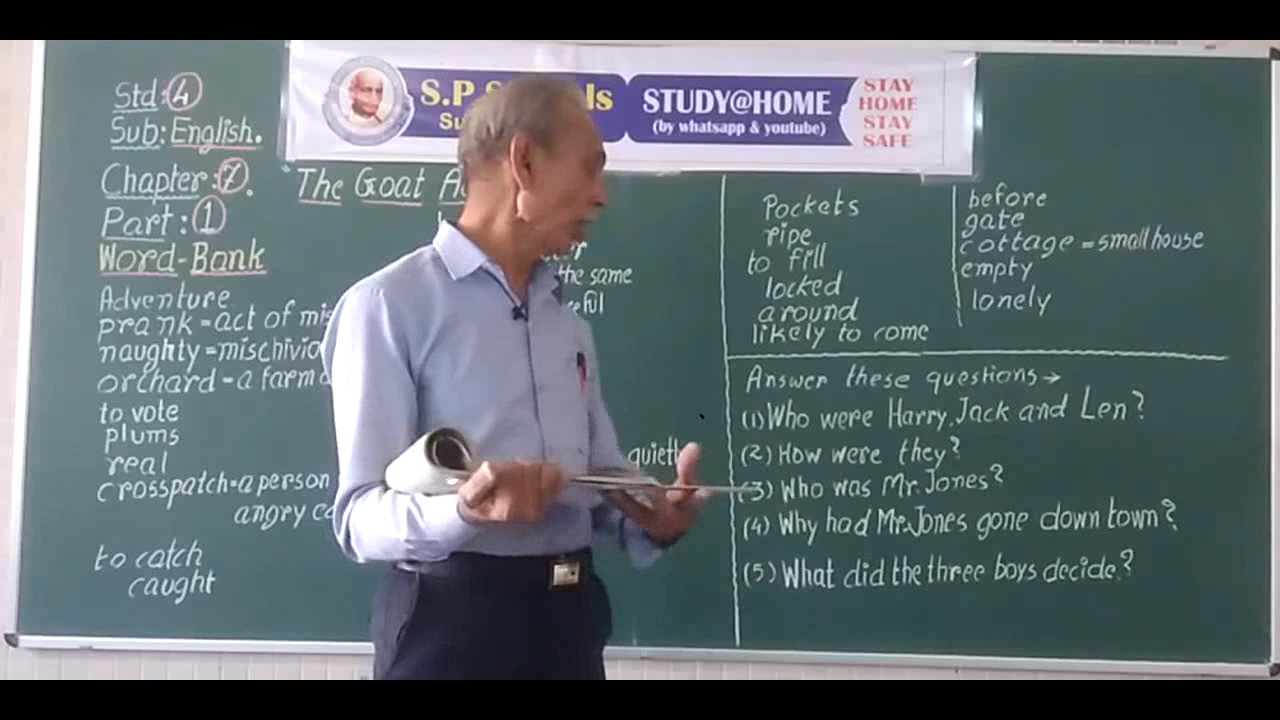 Std: 4
Sub: English.
Chapter: 7.
Part: 1
Word-Bank
Adventure
prank = act of mis
naughty = mischivio
orchard = a farm
to vote
plums
real
crosspatch = a person
angry
to catch
caught
The Goat A
the same
quietly
S.P. S
STUDY@HOME
(by whatsapp & youtube)
STAY
HOME
STAY
SAFE
Pockets
ripe
to fill
locked
around
likely to come
before
gate
cottage = small house
empty
lonely
Answer these questions →
(1) Who were Harry, Jack and Len?
(2) How were they?
(3) Who was Mr. Jones?
(4) Why had Mr. Jones gone down town?
(5) What did the three boys decide?